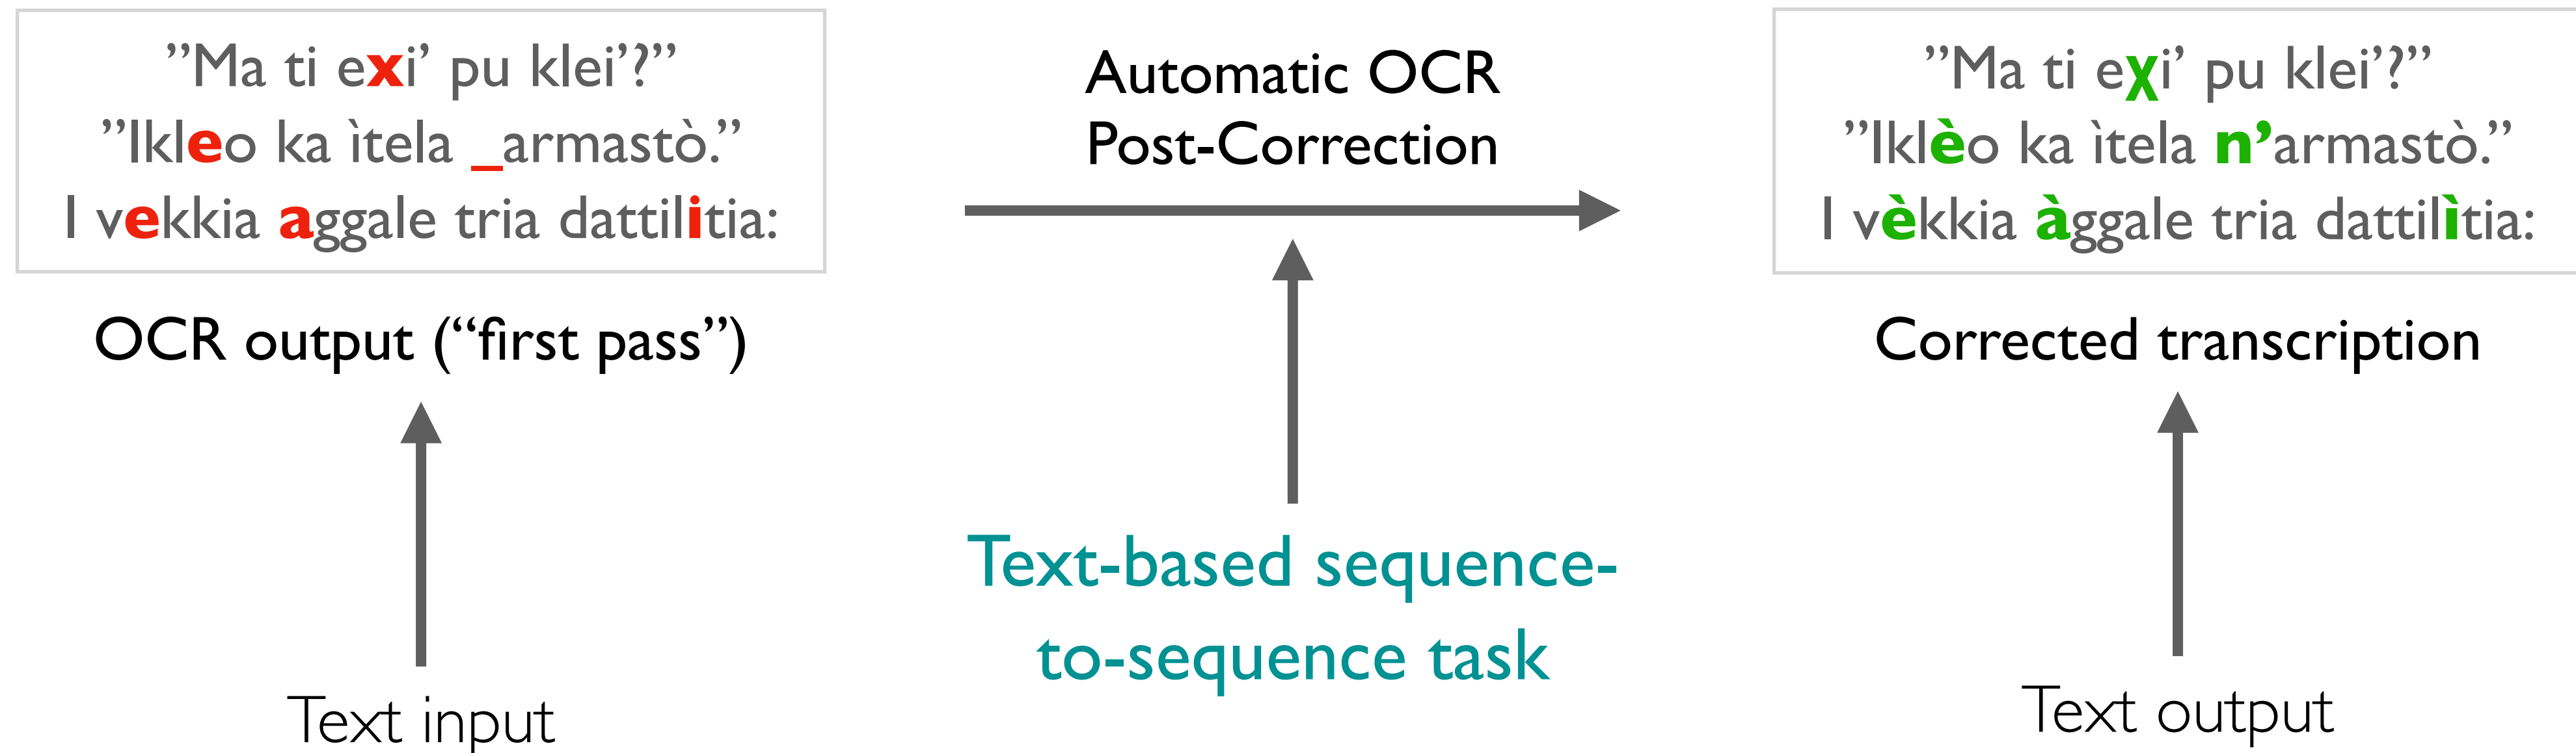 ”Ma ti exi’ pu klei’?”
”Ikleo ka ìtela _armastò.”
I vekkia aggale tria dattilitia:
OCR output (“first pass”)
Text input
Automatic OCR
Post-Correction
Text-based sequence-
to-sequence task
”Ma ti eχi’ pu klei’?”
”Iklèo ka ìtela n’armastò.”
I vèkkia àggale tria dattilìtia:
Corrected transcription
Text output